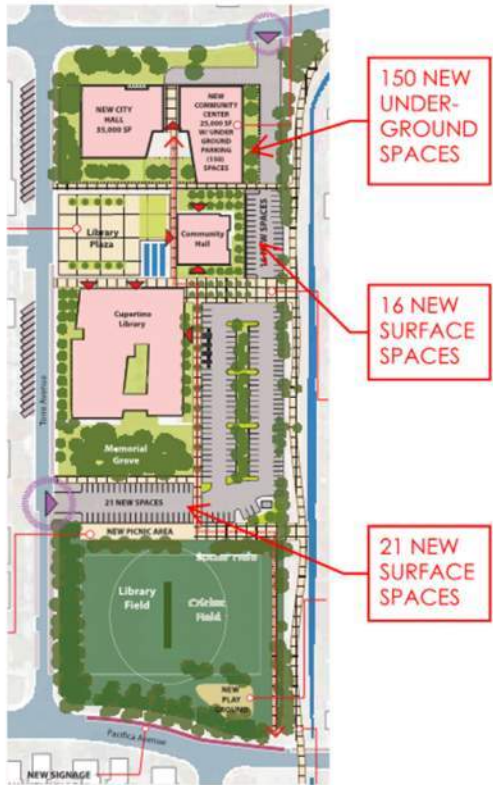 NEW CITY
HALL
35,000 SF
NEW
COMMUNITY
CENTER
25,000 SF
W/ UNDER
GROUND
PARKING
(150)
SPACES
150 NEW
UNDER-
GROUND
SPACES
Library
Plaza
Community
Hall
NEW SPACES
16 NEW
SURFACE
SPACES
Cupertino
Library
Torre Avenue
Memorial
Grove
21 NEW SPACES
NEW PICNIC AREA
21 NEW
SURFACE
SPACES
Library
Field
Cricket
Field
NEW
PLAY
GROUND
Pacifica Avenue
NEW SIGNAGE